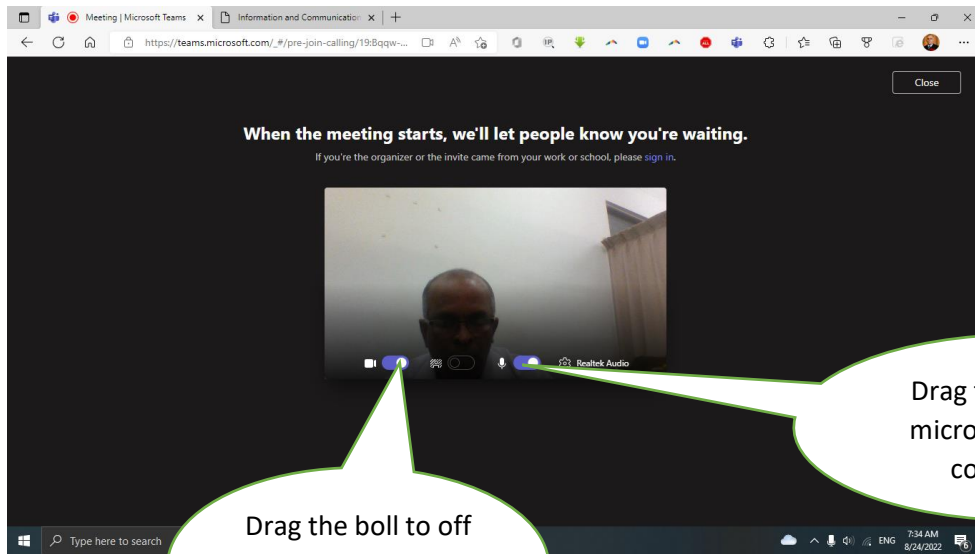 Meeting | Microsoft Teams
Information and Communication
https://teams.microsoft.com/_#/pre-join-calling/19:Bqqw-...
Close
When the meeting starts, we'll let people know you're waiting.
If you're the organizer or the invite came from your work or school, please sign in.
Realtek Audio
Drag
micro
co
Drag the boll to off
Type here to search
ENG
7:34 AM
8/24/2022
6